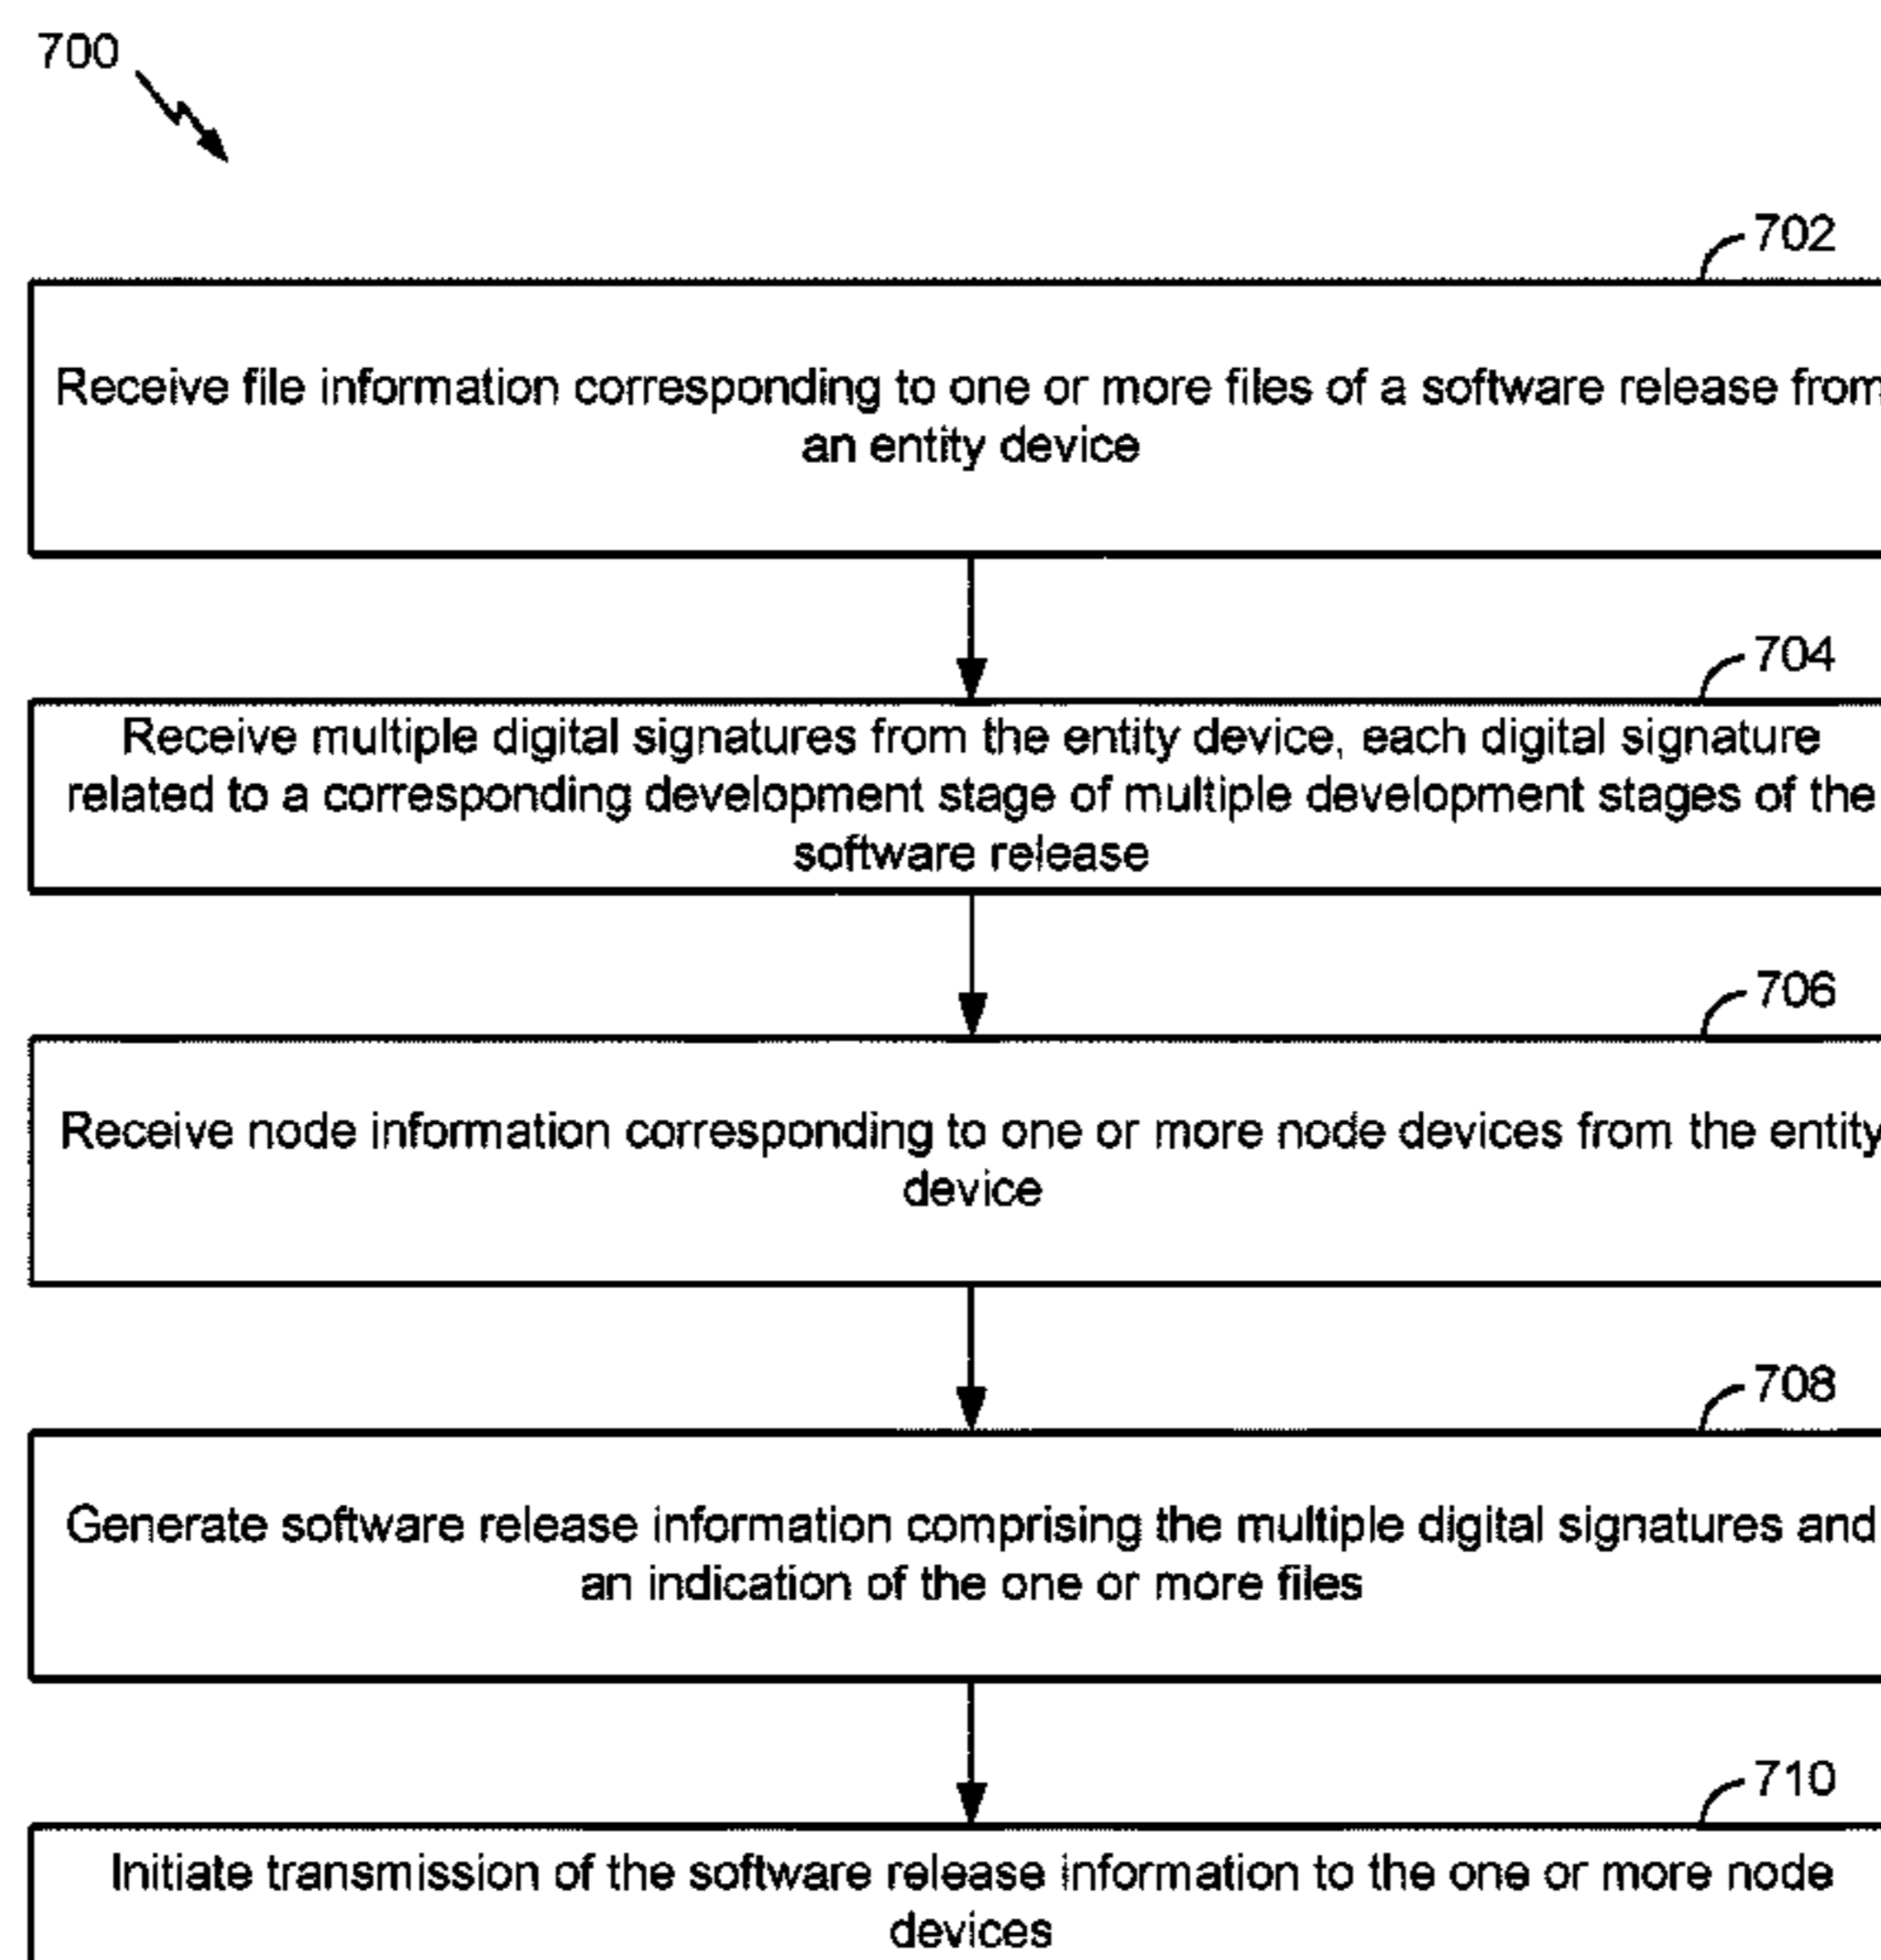 700
702
Receive file information corresponding to one or more files of a software release from
an entity device
704
Receive multiple digital signatures from the entity device, each digital signature
related to a corresponding development stage of multiple development stages of the
software release
706
Receive node information corresponding to one or more node devices from the entity
device
708
Generate software release information comprising the multiple digital signatures and
an indication of the one or more files
710
Initiate transmission of the software release information to the one or more node
devices